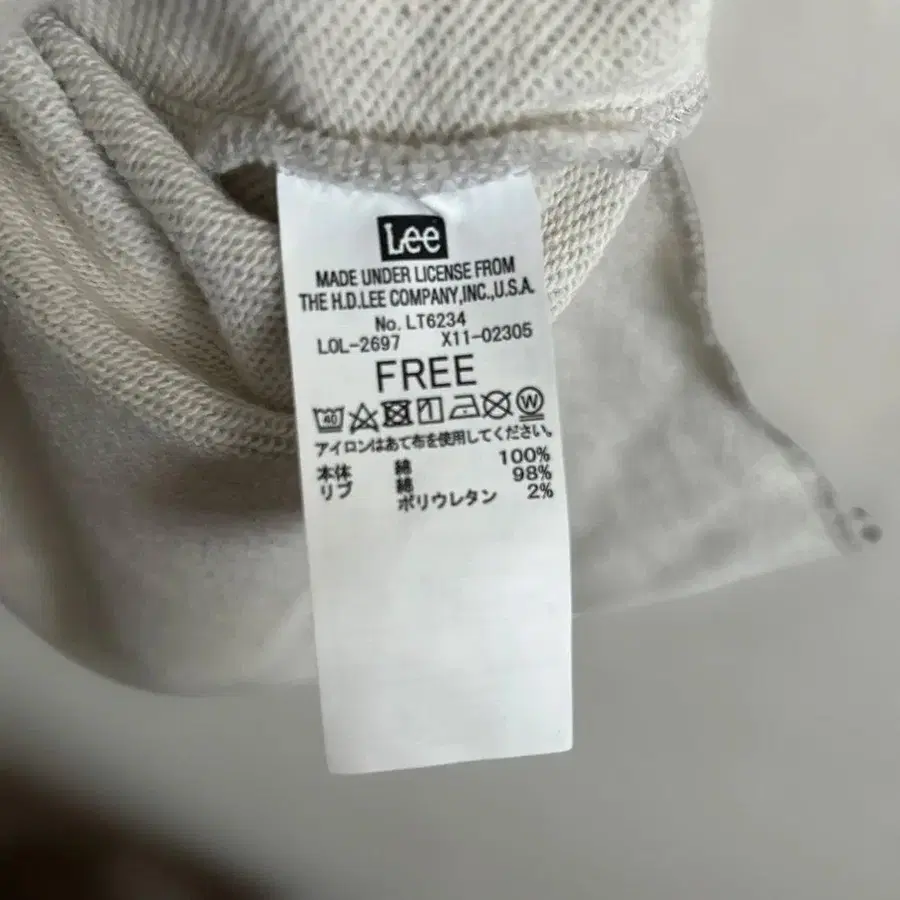 Lee
MADE UNDER LICENSE FROM
THE H.D.LEE COMPANY,INC.,U.S.A.
No. LT6234
LOL-2697 X11-02305
FREE
40 W
アイロンはあて布を使用してください。
本体 綿 100%
リブ 綿 98%
ポリウレタン 2%